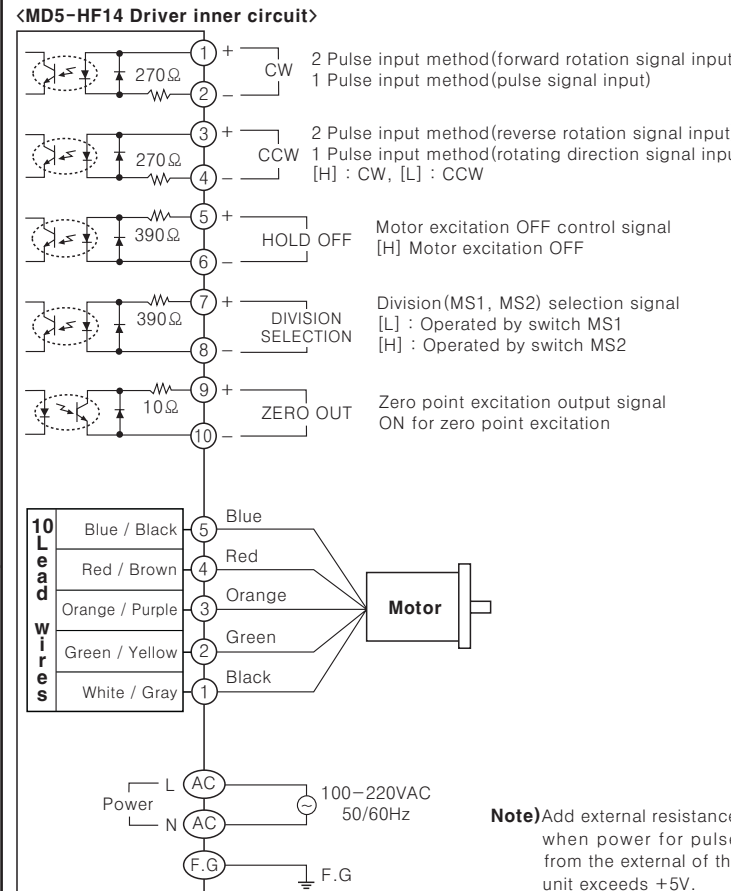 <MD5-HF14 Driver inner circuit>
1 +
270Ω
2 −
CW
2 Pulse input method(forward rotation signal input
1 Pulse input method(pulse signal input)
3 +
270Ω
4 −
CCW
2 Pulse input method(reverse rotation signal input
1 Pulse input method(rotating direction signal inpu
[H] : CW, [L] : CCW
5 +
390Ω
6 −
HOLD OFF
Motor excitation OFF control signal
[H] Motor excitation OFF
7 +
390Ω
8 −
DIVISION
SELECTION
Division(MS1, MS2) selection signal
[L] : Operated by switch MS1
[H] : Operated by switch MS2
9 +
10Ω
10 −
ZERO OUT
Zero point excitation output signal
ON for zero point excitation
10 Lead wires
Blue / Black 5 Blue
Red / Brown 4 Red
Orange / Purple 3 Orange
Green / Yellow 2 Green
White / Gray 1 Black
Motor
Power
L AC
N AC
100-220VAC
50/60Hz
F.G
F.G
Note)Add external resistance
when power for pulse
from the external of th
unit exceeds +5V.